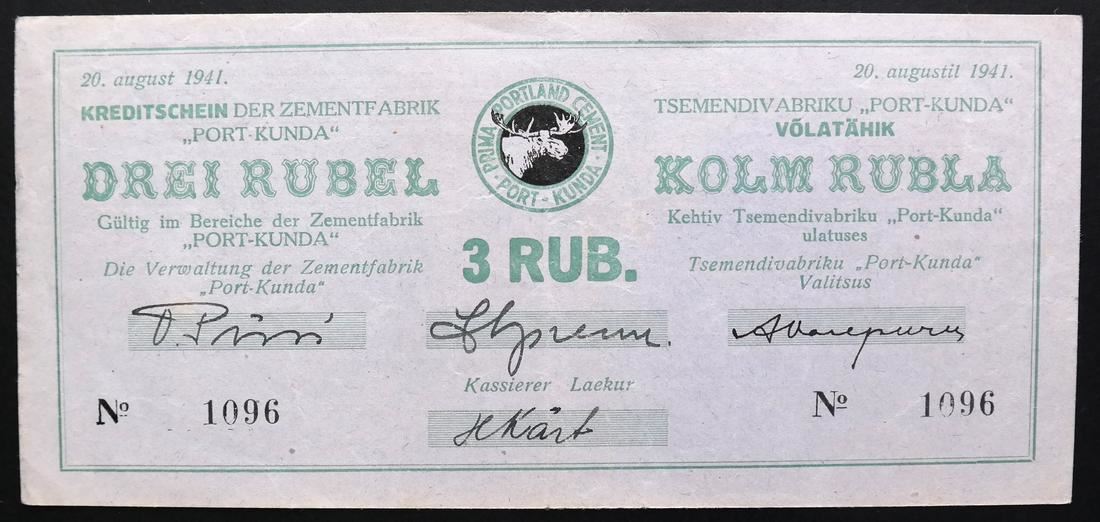 20. august 1941.
KREDITSCHEIN DER ZEMENTFABRIK
„PORT-KUNDA“
DREI RUBEL
Gültig im Bereiche der Zementfabrik
„PORT-KUNDA“
Die Verwaltung der Zementfabrik
„Port-Kunda“
PRIMA PORTLAND CEMENT
· PORT-KUNDA ·
3 RUB.
20. augustil 1941.
TSEMENDIVABRIKU „PORT-KUNDA“
VÕLATÄHIK
KOLM RUBLA
Kehtiv Tsemendivabriku „Port-Kunda“
ulatuses
Tsemendivabriku „Port-Kunda“
Valitsus
Kassierer Laekur
HKärt
№ 1096
№ 1096